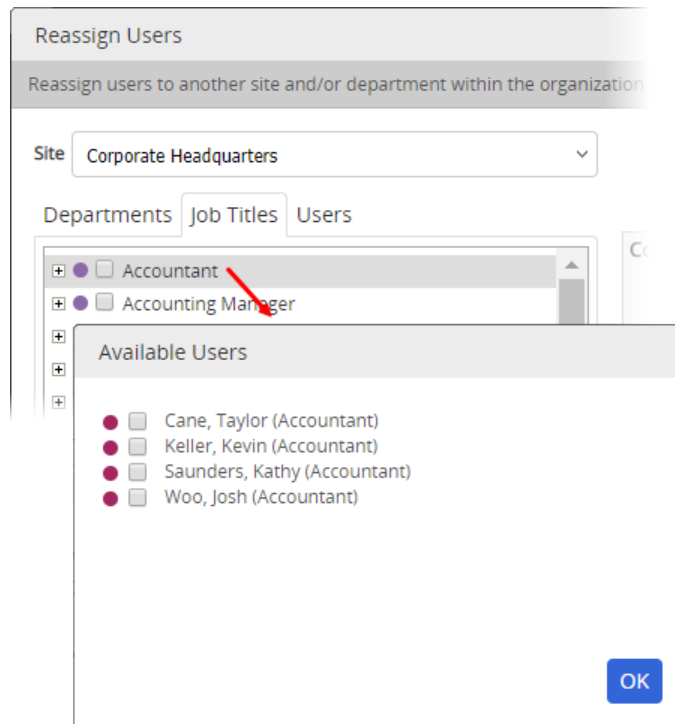 Reassign Users
Reassign users to another site and/or department within the organization
Site Corporate Headquarters
Departments Job Titles Users
Accountant
Accounting Manager
Available Users
Cane, Taylor (Accountant)
Keller, Kevin (Accountant)
Saunders, Kathy (Accountant)
Woo, Josh (Accountant)
OK